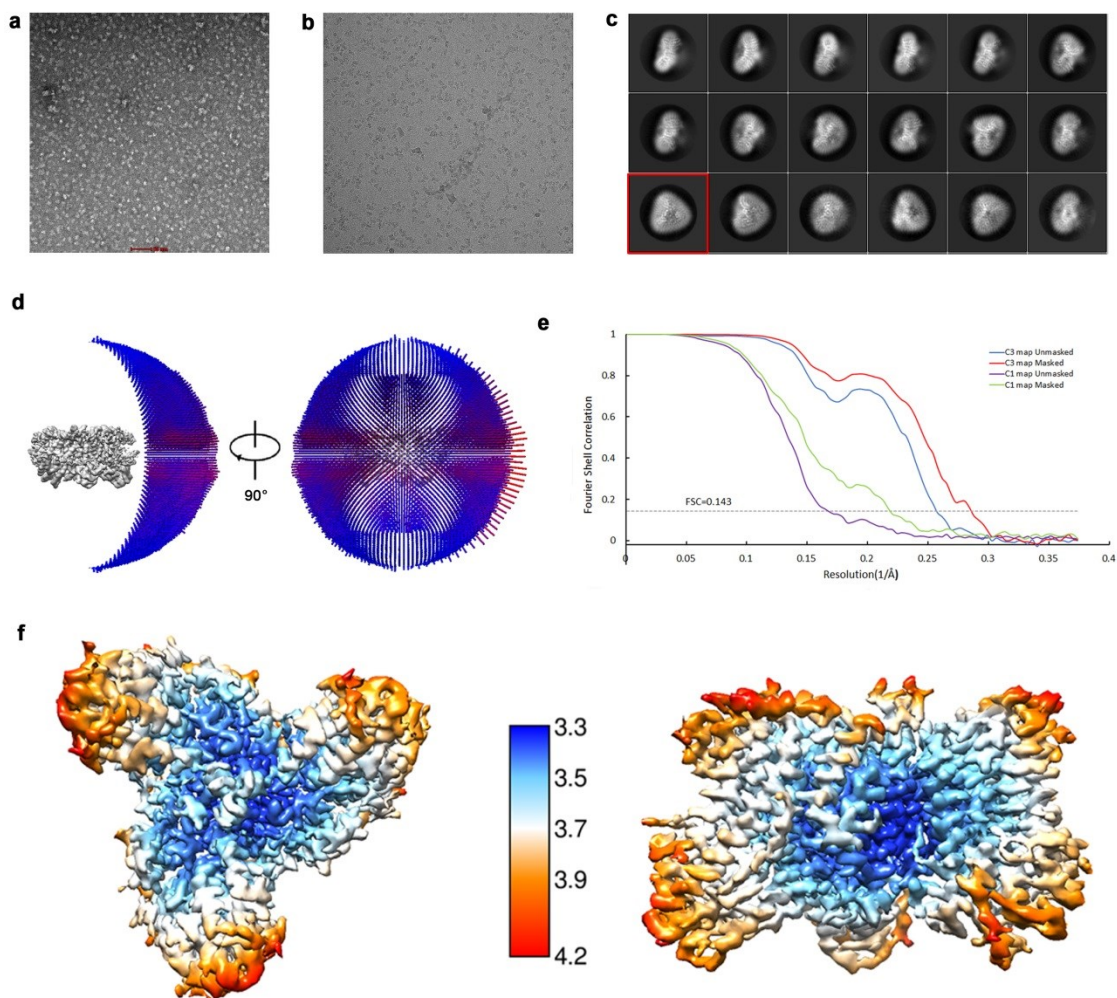 a
b
c
d
90°
e
Fourier Shell Correlation
1
0.8
0.6
0.4
0.2
0
FSC=0.143
C3 map Unmasked
C3 map Masked
C1 map Unmasked
C1 map Masked
0
0.05
0.1
0.15
0.2
0.25
0.3
0.35
0.4
Resolution(1/Å)
f
3.3
3.5
3.7
3.9
4.2